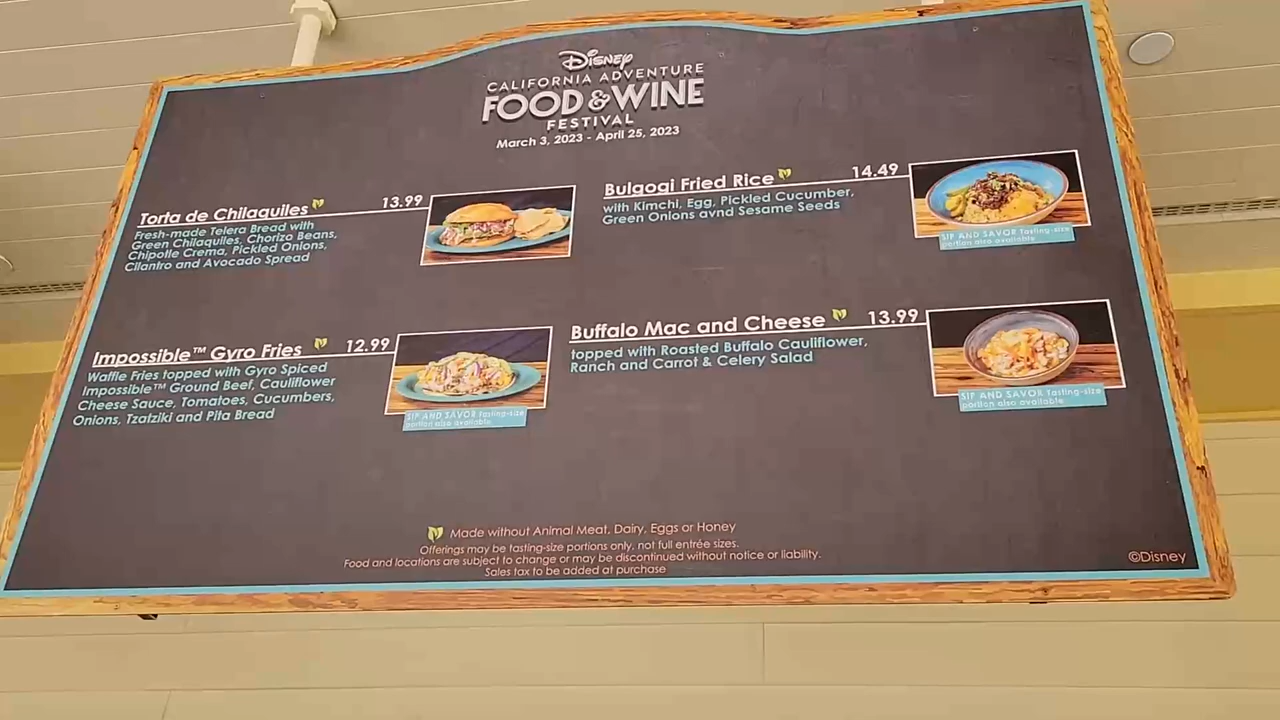 Disney
CALIFORNIA ADVENTURE
FOOD & WINE
FESTIVAL
March 3, 2023 - April 25, 2023
Torta de Chilaquiles 13.99
Fresh-made Telera Bread with
Green Chilaquiles, Chorizo Beans,
Chipotle Crema, Pickled Onions,
Cilantro and Avocado Spread
Bulgogi Fried Rice 14.49
with Kimchi, Egg, Pickled Cucumber,
Green Onions avnd Sesame Seeds
SIP AND SAVOR Tasting-size
portion also available
Impossible™ Gyro Fries 12.99
Waffle Fries topped with Gyro Spiced
Impossible™ Ground Beef, Cauliflower
Cheese Sauce, Tomatoes, Cucumbers,
Onions, Tzatziki and Pita Bread
SIP AND SAVOR Tasting-size
portion also available
Buffalo Mac and Cheese 13.99
topped with Roasted Buffalo Cauliflower,
Ranch and Carrot & Celery Salad
SIP AND SAVOR Tasting-size
portion also available
Made without Animal Meat, Dairy, Eggs or Honey
Offerings may be tasting-size portions only, not full entrée sizes.
Food and locations are subject to change or may be discontinued without notice or liability.
Sales tax to be added at purchase
©Disney